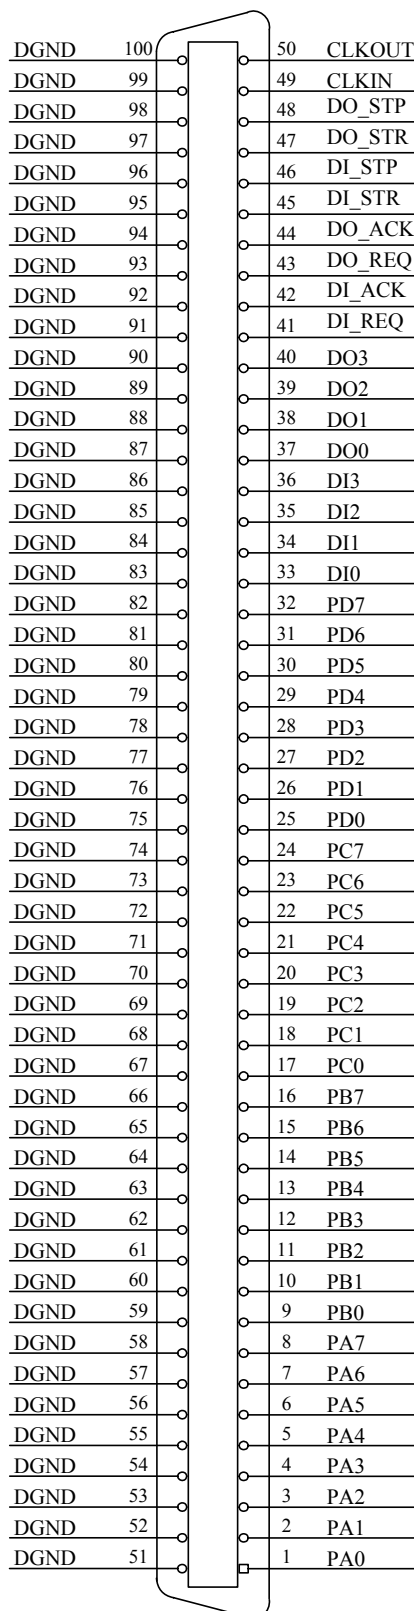 DGND 100 50 CLKOUT
DGND 99 49 CLKIN
DGND 98 48 DO_STP
DGND 97 47 DO_STR
DGND 96 46 DI_STP
DGND 95 45 DI_STR
DGND 94 44 DO_ACK
DGND 93 43 DO_REQ
DGND 92 42 DI_ACK
DGND 91 41 DI_REQ
DGND 90 40 DO3
DGND 89 39 DO2
DGND 88 38 DO1
DGND 87 37 DO0
DGND 86 36 DI3
DGND 85 35 DI2
DGND 84 34 DI1
DGND 83 33 DI0
DGND 82 32 PD7
DGND 81 31 PD6
DGND 80 30 PD5
DGND 79 29 PD4
DGND 78 28 PD3
DGND 77 27 PD2
DGND 76 26 PD1
DGND 75 25 PD0
DGND 74 24 PC7
DGND 73 23 PC6
DGND 72 22 PC5
DGND 71 21 PC4
DGND 70 20 PC3
DGND 69 19 PC2
DGND 68 18 PC1
DGND 67 17 PC0
DGND 66 16 PB7
DGND 65 15 PB6
DGND 64 14 PB5
DGND 63 13 PB4
DGND 62 12 PB3
DGND 61 11 PB2
DGND 60 10 PB1
DGND 59 9 PB0
DGND 58 8 PA7
DGND 57 7 PA6
DGND 56 6 PA5
DGND 55 5 PA4
DGND 54 4 PA3
DGND 53 3 PA2
DGND 52 2 PA1
DGND 51 1 PA0